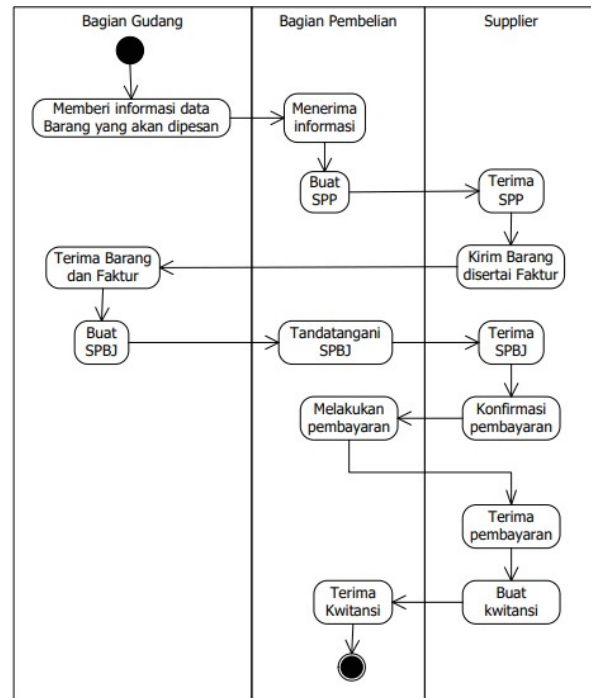 Bagian Gudang
Bagian Pembelian
Supplier
Memberi informasi data
Barang yang akan dipesan
Menerima
informasi
Buat
SPP
Terima
SPP
Kirim Barang
disertai Faktur
Terima Barang
dan Faktur
Buat
SPBJ
Tandatangani
SPBJ
Terima
SPBJ
Konfirmasi
pembayaran
Melakukan
pembayaran
Terima
pembayaran
Buat
kwitansi
Terima
Kwitansi